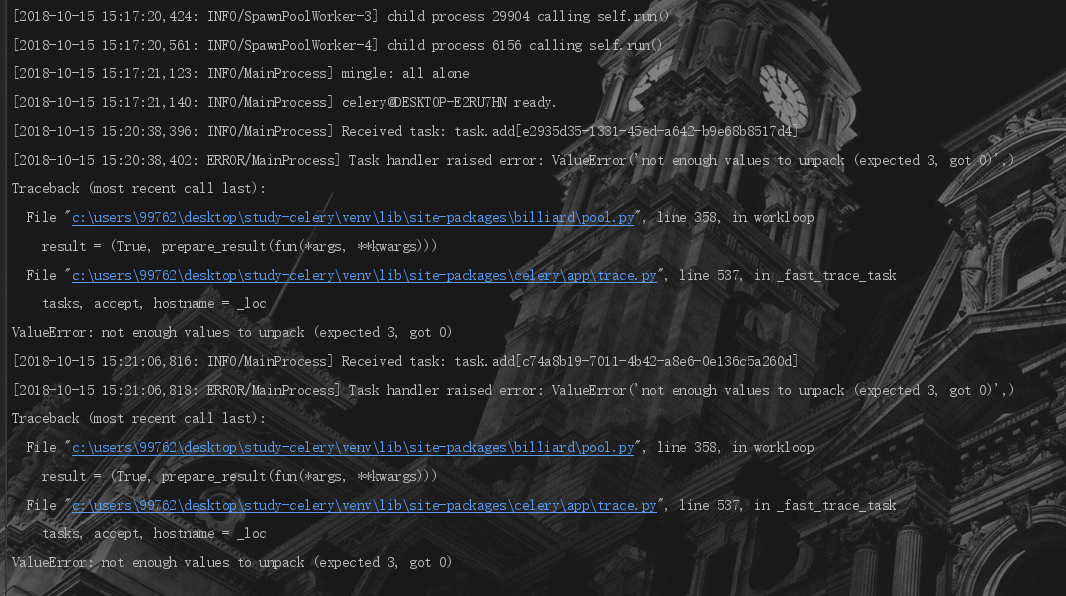 [2018-10-15 15:17:20,424: INFO/SpawnPoolWorker-3] child process 29904 calling self.run()
[2018-10-15 15:17:20,561: INFO/SpawnPoolWorker-4] child process 6156 calling self.run()
[2018-10-15 15:17:21,123: INFO/MainProcess] mingle: all alone
[2018-10-15 15:17:21,140: INFO/MainProcess] celery@DESKTOP-E2RU7HN ready.
[2018-10-15 15:20:38,396: INFO/MainProcess] Received task: task.add[e2935d35-1331-45ed-a642-b9e68b8517d4]
[2018-10-15 15:20:38,402: ERROR/MainProcess] Task handler raised error: ValueError('not enough values to unpack (expected 3, got 0)',)
Traceback (most recent call last):
  File "c:\users\99762\desktop\study-celery\venv\lib\site-packages\billiard\pool.py", line 358, in workloop
    result = (True, prepare_result(fun(*args, **kwargs)))
  File "c:\users\99762\desktop\study-celery\venv\lib\site-packages\celery\app\trace.py", line 537, in _fast_trace_task
    tasks, accept, hostname = _loc
ValueError: not enough values to unpack (expected 3, got 0)
[2018-10-15 15:21:06,816: INFO/MainProcess] Received task: task.add[c74a8b19-7011-4b42-a8e6-0e136c5a260d]
[2018-10-15 15:21:06,818: ERROR/MainProcess] Task handler raised error: ValueError('not enough values to unpack (expected 3, got 0)',)
Traceback (most recent call last):
  File "c:\users\99762\desktop\study-celery\venv\lib\site-packages\billiard\pool.py", line 358, in workloop
    result = (True, prepare_result(fun(*args, **kwargs)))
  File "c:\users\99762\desktop\study-celery\venv\lib\site-packages\celery\app\trace.py", line 537, in _fast_trace_task
    tasks, accept, hostname = _loc
ValueError: not enough values to unpack (expected 3, got 0)